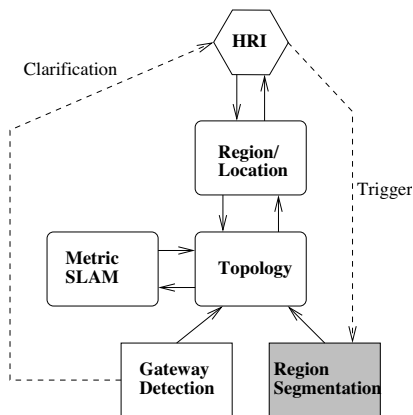 HRI
Clarification
Region/
Location
Trigger
Metric
SLAM
Topology
Gateway
Detection
Region
Segmentation